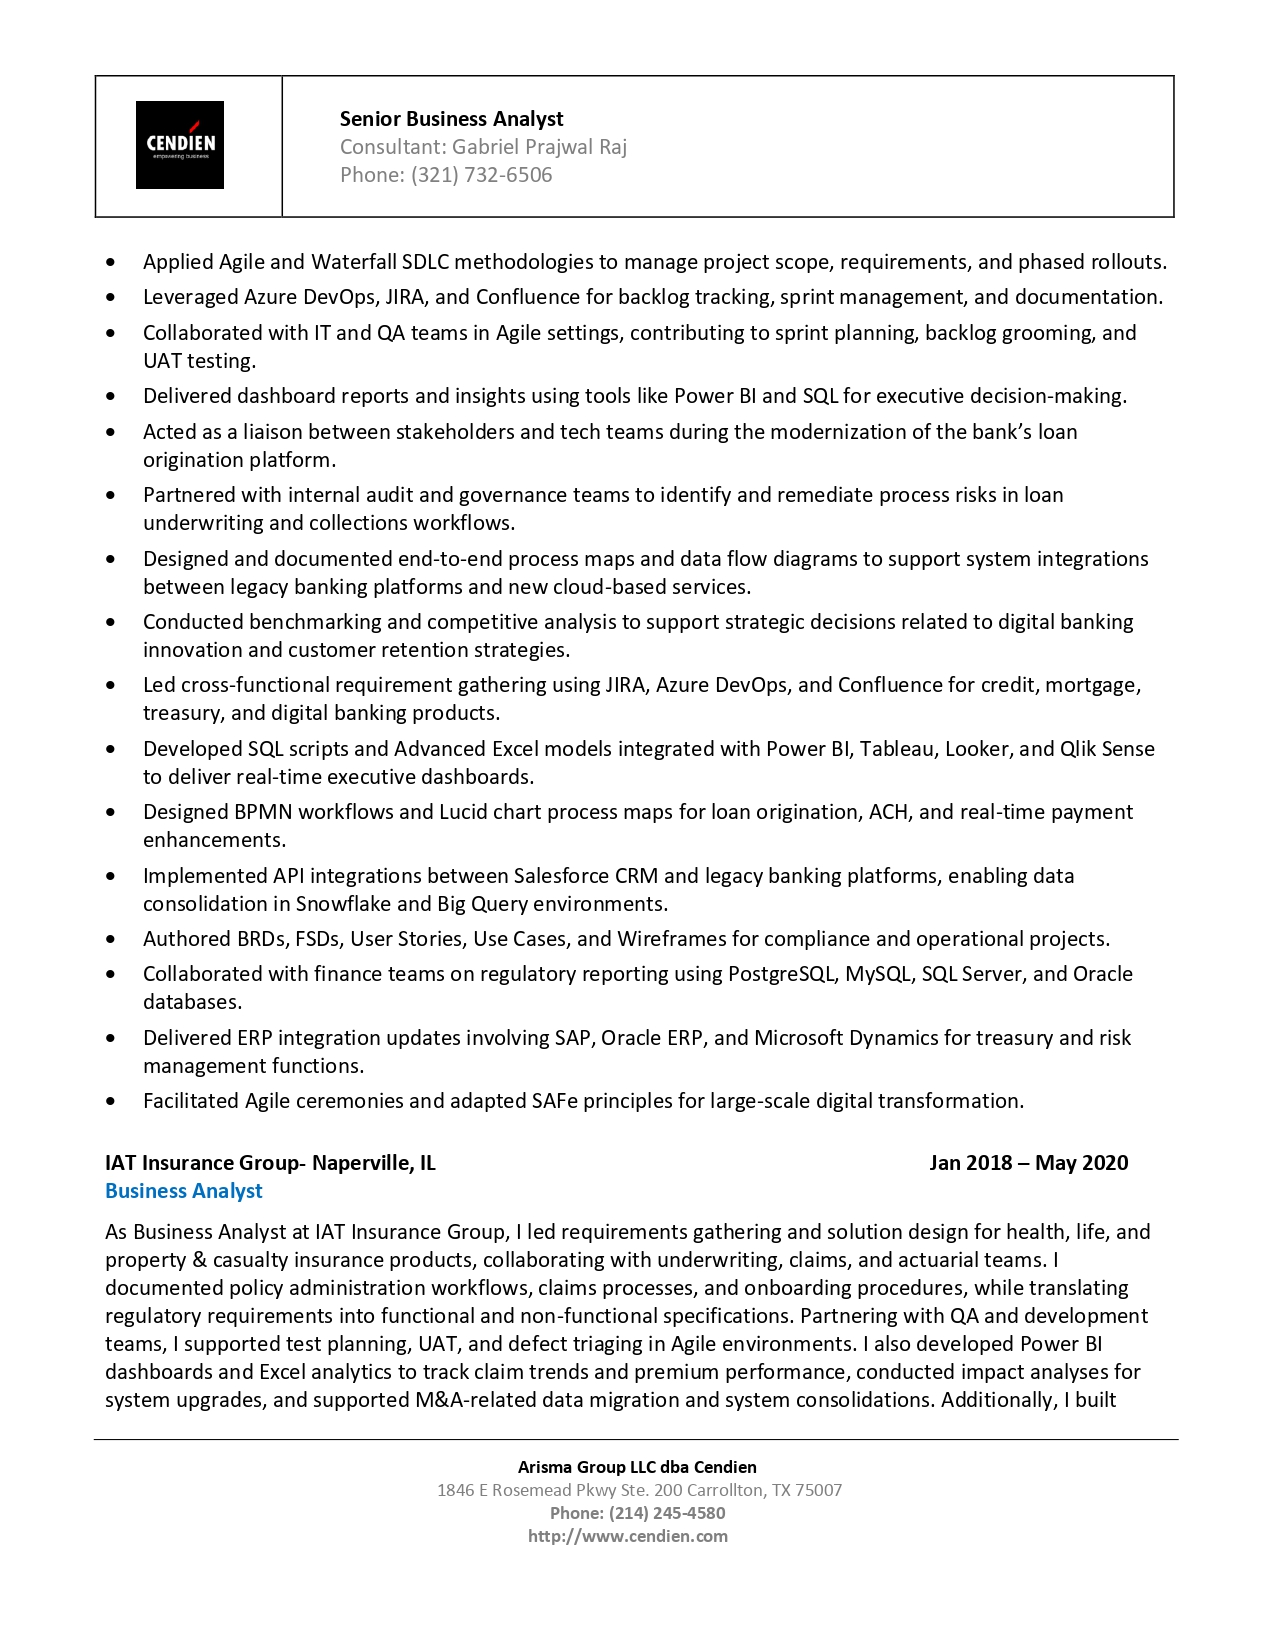 CENDIEN
empowering business
Senior Business Analyst
Consultant: Gabriel Prajwal Raj
Phone: (321) 732-6506
• Applied Agile and Waterfall SDLC methodologies to manage project scope, requirements, and phased rollouts.
• Leveraged Azure DevOps, JIRA, and Confluence for backlog tracking, sprint management, and documentation.
• Collaborated with IT and QA teams in Agile settings, contributing to sprint planning, backlog grooming, and
UAT testing.
• Delivered dashboard reports and insights using tools like Power BI and SQL for executive decision-making.
• Acted as a liaison between stakeholders and tech teams during the modernization of the bank’s loan
origination platform.
• Partnered with internal audit and governance teams to identify and remediate process risks in loan
underwriting and collections workflows.
• Designed and documented end-to-end process maps and data flow diagrams to support system integrations
between legacy banking platforms and new cloud-based services.
• Conducted benchmarking and competitive analysis to support strategic decisions related to digital banking
innovation and customer retention strategies.
• Led cross-functional requirement gathering using JIRA, Azure DevOps, and Confluence for credit, mortgage,
treasury, and digital banking products.
• Developed SQL scripts and Advanced Excel models integrated with Power BI, Tableau, Looker, and Qlik Sense
to deliver real-time executive dashboards.
• Designed BPMN workflows and Lucid chart process maps for loan origination, ACH, and real-time payment
enhancements.
• Implemented API integrations between Salesforce CRM and legacy banking platforms, enabling data
consolidation in Snowflake and Big Query environments.
• Authored BRDs, FSDs, User Stories, Use Cases, and Wireframes for compliance and operational projects.
• Collaborated with finance teams on regulatory reporting using PostgreSQL, MySQL, SQL Server, and Oracle
databases.
• Delivered ERP integration updates involving SAP, Oracle ERP, and Microsoft Dynamics for treasury and risk
management functions.
• Facilitated Agile ceremonies and adapted SAFe principles for large-scale digital transformation.
IAT Insurance Group- Naperville, IL Jan 2018 – May 2020
Business Analyst
As Business Analyst at IAT Insurance Group, I led requirements gathering and solution design for health, life, and
property & casualty insurance products, collaborating with underwriting, claims, and actuarial teams. I
documented policy administration workflows, claims processes, and onboarding procedures, while translating
regulatory requirements into functional and non-functional specifications. Partnering with QA and development
teams, I supported test planning, UAT, and defect triaging in Agile environments. I also developed Power BI
dashboards and Excel analytics to track claim trends and premium performance, conducted impact analyses for
system upgrades, and supported M&A-related data migration and system consolidations. Additionally, I built
Arisma Group LLC dba Cendien
1846 E Rosemead Pkwy Ste. 200 Carrollton, TX 75007
Phone: (214) 245-4580
http://www.cendien.com